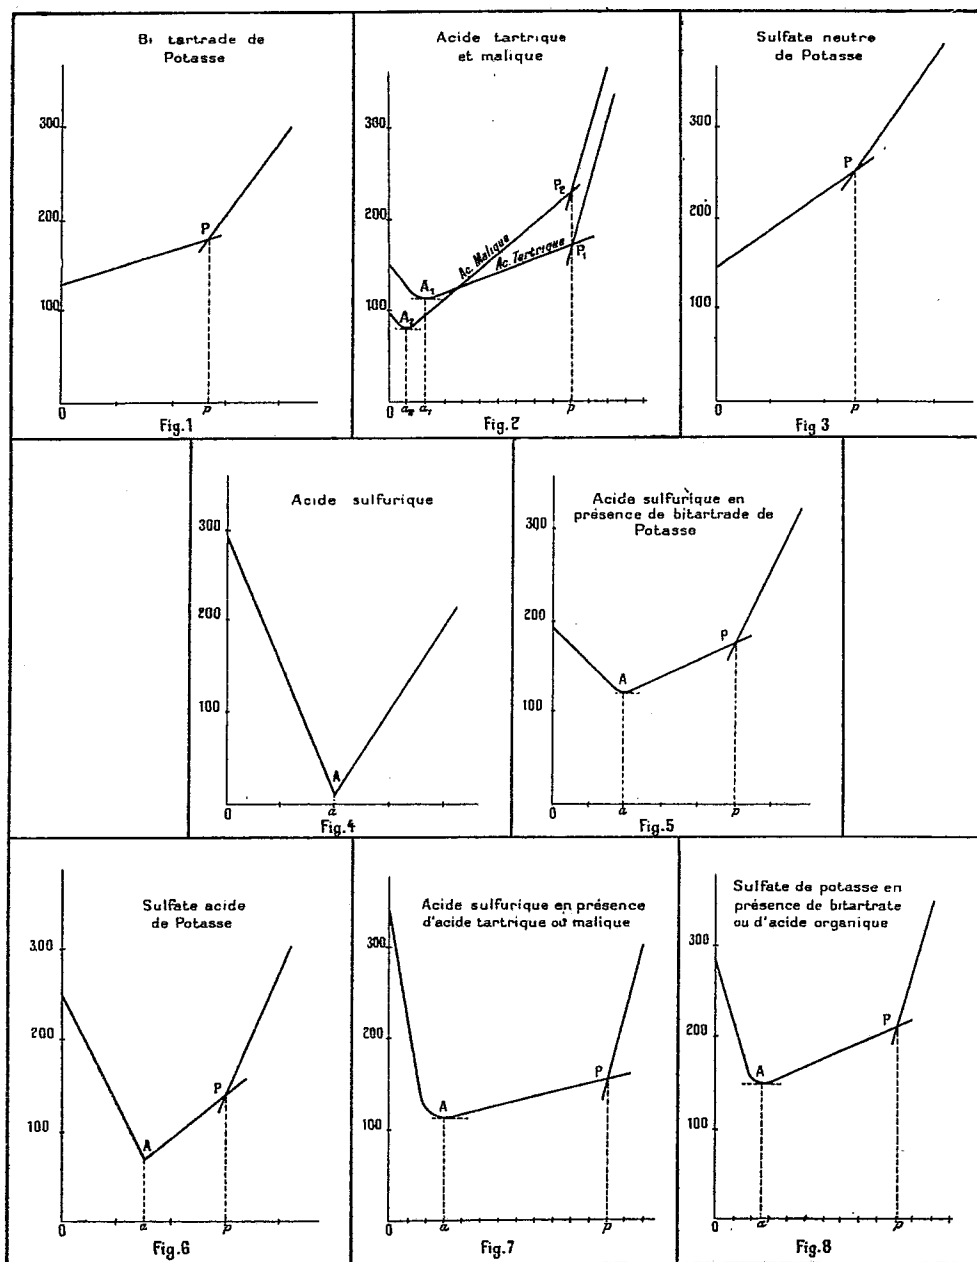 Bi tartrade de
Potasse
300
200
100
P
0
p
Fig.1
Acide tartrique
et malique
300
200
100
P₂
Ac. Malique
Ac. Tartrique
P₁
A₁
A₂
0
a₂
a₁
p
Fig.2
Sulfate neutre
de Potasse
300
200
100
P
0
p
Fig 3
Acide sulfurique
300
200
100
A
0
a
Fig.4
Acide sulfurique en
présence de bitartrade de
Potasse
300
200
100
P
A
0
a
p
Fig.5
Sulfate acide
de Potasse
300
200
100
P
A
0
a
p
Fig.6
Acide sulfurique en présence
d'acide tartrique où malique
300
200
100
P
A
0
a
p
Fig.7
Sulfate de potasse en
présence de bitartrate
ou d'acide organique
300
200
100
P
A
0
a
p
Fig.8